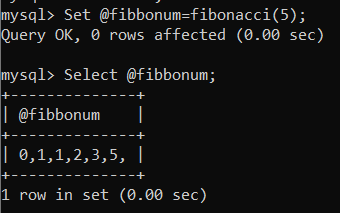 mysql> Set @fibbonum=fibonacci(5);
Query OK, 0 rows affected (0.00 sec)
mysql> Select @fibbonum;
+--------------+
| @fibbonum    |
+--------------+
| 0,1,1,2,3,5, |
+--------------+
1 row in set (0.00 sec)